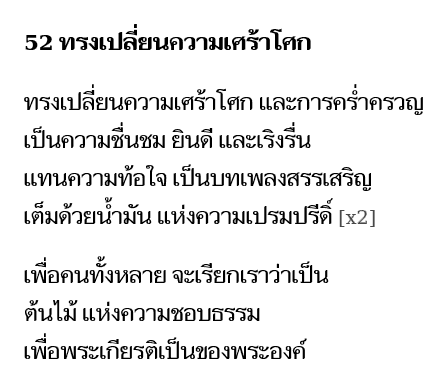 52 ทรงเปลี่ยนความเศร้าโศก
ทรงเปลี่ยนความเศร้าโศก และการคร่ำครวญ
เป็นความชื่นชม ยินดี และเริงรื่น
แทนความท้อใจ เป็นบทเพลงสรรเสริญ
เต็มด้วยน้ำมัน แห่งความเปรมปรีดิ์ [x2]
เพื่อคนทั้งหลาย จะเรียกเราว่าเป็น
ต้นไม้ แห่งความชอบธรรม
เพื่อพระเกียรติเป็นของพระองค์